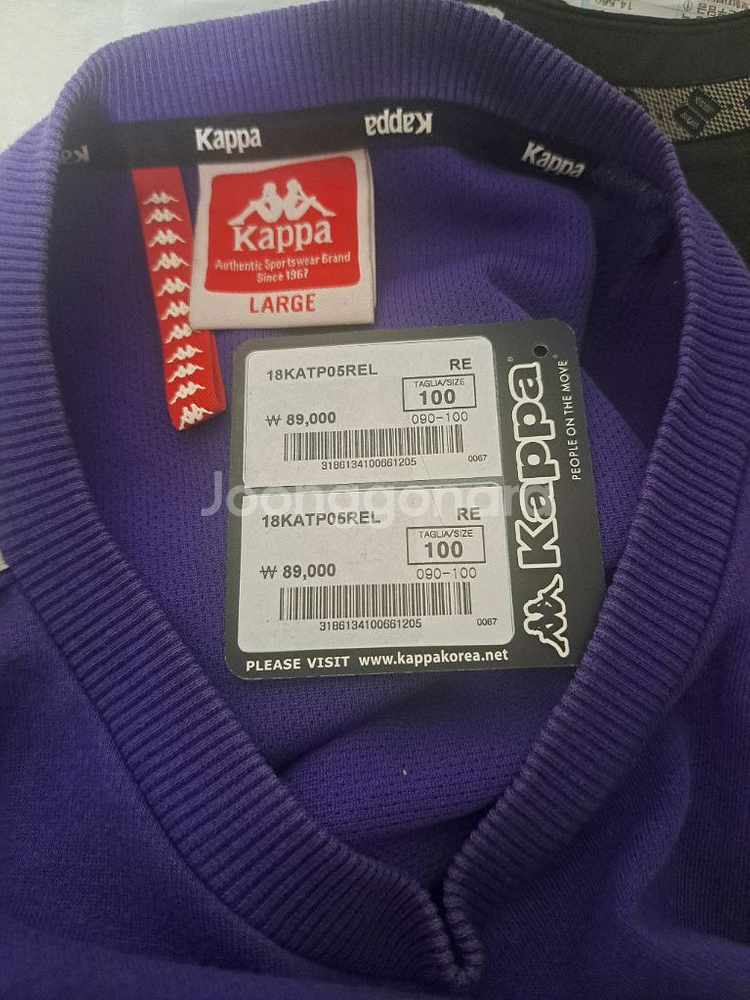 Kappa
Kappa
Kappa
Kappa
Authentic Sportswear Brand
Since 1967
LARGE
18KATP05REL RE
TAGLIA/SIZE
100
₩ 89,000 090-100
3186134100661205 0067
18KATP05REL RE
TAGLIA/SIZE
100
₩ 89,000 090-100
3186134100661205 0067
Kappa
PEOPLE ON THE MOVE
PLEASE VISIT www.kappakorea.net
Joonggonara